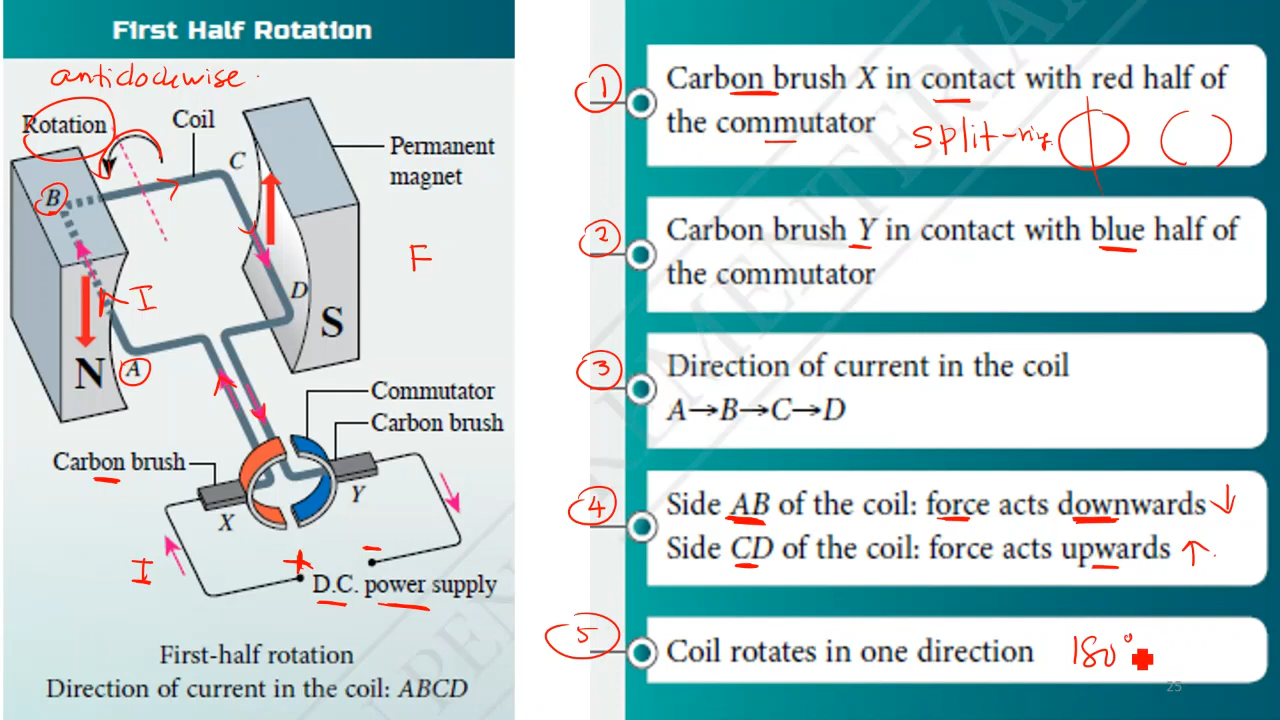 First Half Rotation
anticlockwise
Rotation
Coil
Permanent
magnet
B
C
F
D
I
S
N
A
Commutator
Carbon brush
Carbon brush
X
Y
I
+
-
D.C. power supply
First-half rotation
Direction of current in the coil: ABCD
1
Carbon brush X in contact with red half of
the commutator
split-ring
2
Carbon brush Y in contact with blue half of
the commutator
3
Direction of current in the coil
A→B→C→D
4
Side AB of the coil: force acts downwards ↓
Side CD of the coil: force acts upwards ↑
5
Coil rotates in one direction 180°
25